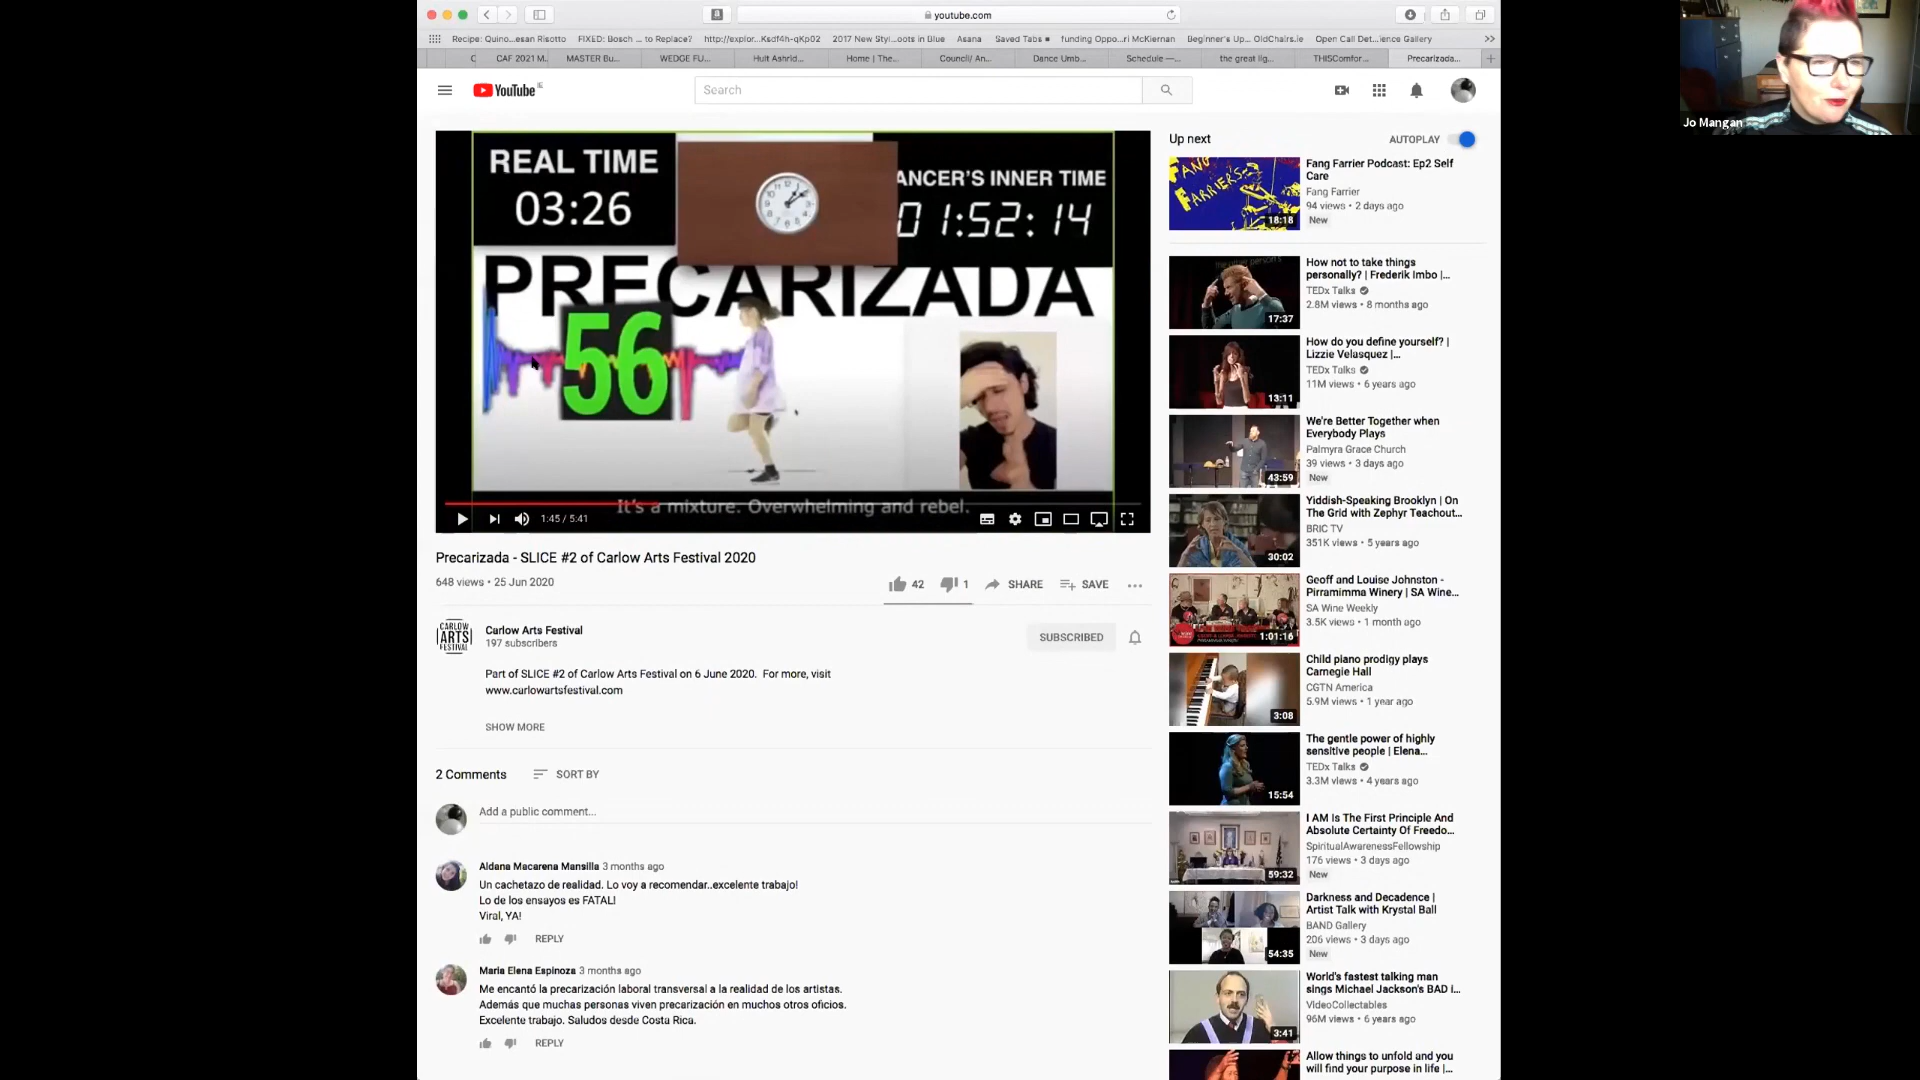 youtube.com
Recipe: Quino...esan Risotto
FIXED: Bosch ... to Replace?
http://explor...Ksdf4h-qKp02
2017 New Styl...oots in Blue
Asana
Saved Tabs
funding Oppo...ri McKiernan
Beginner's Up... OldChairs.ie
Open Call Det...ience Gallery
CAF 2021 M...
MASTER Bu...
WEDGE FU...
Huit Ashrid...
Home | The...
Council/ An...
Dance Umb...
Schedule —...
the great lig...
THISComfor...
Precarizada...
YouTube IE
Search
Jo Mangan
REAL TIME
03:26
ANCER'S INNER TIME
01:52:14
PRECARIZADA
56
It's a mixture. Overwhelming and rebel.
1:45 / 5:41
Precarizada - SLICE #2 of Carlow Arts Festival 2020
648 views • 25 Jun 2020
42
1
SHARE
SAVE
CARLOW
ARTS
FESTIVAL
Carlow Arts Festival
197 subscribers
SUBSCRIBED
Part of SLICE #2 of Carlow Arts Festival on 6 June 2020. For more, visit
www.carlowartsfestival.com
SHOW MORE
2 Comments
SORT BY
Add a public comment...
Aldana Macarena Mansilla 3 months ago
Un cachetazo de realidad. Lo voy a recomendar..excelente trabajo!
Lo de los ensayos es FATAL!
Viral, YA!
REPLY
Maria Elena Espinoza 3 months ago
Me encantó la precarización laboral transversal a la realidad de los artistas.
Además que muchas personas viven precarización en muchos otros oficios.
Excelente trabajo. Saludos desde Costa Rica.
REPLY
Up next
AUTOPLAY
FANG
FARRIERS
18:18
Fang Farrier Podcast: Ep2 Self
Care
Fang Farrier
94 views • 2 days ago
New
17:37
How not to take things
personally? | Frederik Imbo |...
TEDx Talks
2.8M views • 8 months ago
13:11
How do you define yourself? |
Lizzie Velasquez |...
TEDx Talks
11M views • 6 years ago
43:59
We're Better Together when
Everybody Plays
Palmyra Grace Church
39 views • 3 days ago
New
30:02
Yiddish-Speaking Brooklyn | On
The Grid with Zephyr Teachout...
BRIC TV
351K views • 5 years ago
1:01:16
Geoff and Louise Johnston -
Pirramimma Winery | SA Wine...
SA Wine Weekly
3.5K views • 1 month ago
3:08
Child piano prodigy plays
Carnegie Hall
CGTN America
5.9M views • 1 year ago
15:54
The gentle power of highly
sensitive people | Elena...
TEDx Talks
3.3M views • 4 years ago
59:32
I AM Is The First Principle And
Absolute Certainty Of Freedo...
SpiritualAwarenessFellowship
176 views • 3 days ago
New
54:35
Darkness and Decadence |
Artist Talk with Krystal Ball
BAND Gallery
206 views • 3 days ago
New
3:41
World's fastest talking man
sings Michael Jackson's BAD i...
VideoCollectables
96M views • 6 years ago
Allow things to unfold and you
will find your purpose in life |...